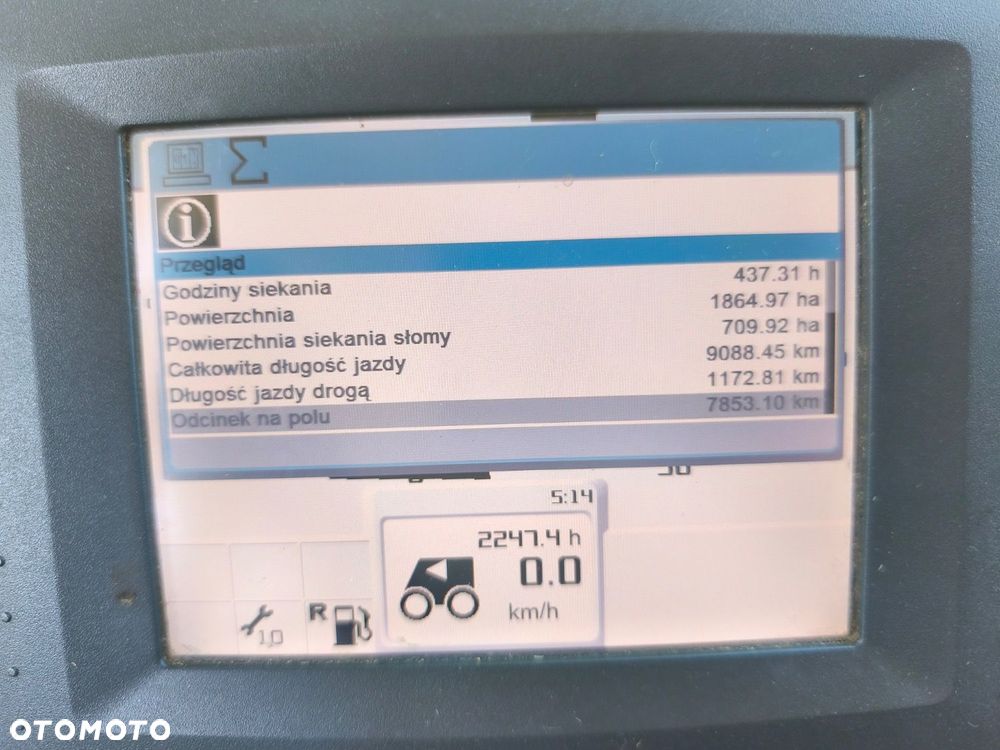 Σ
i
Przegląd
Godziny siekania 437.31 h
Powierzchnia 1864.97 ha
Powierzchnia siekania słomy 709.92 ha
Całkowita długość jazdy 9088.45 km
Długość jazdy drogą 1172.81 km
Odcinek na polu 7853.10 km
5:14
2247.4 h
0.0
km/h
1,0
R
OTOMOTO